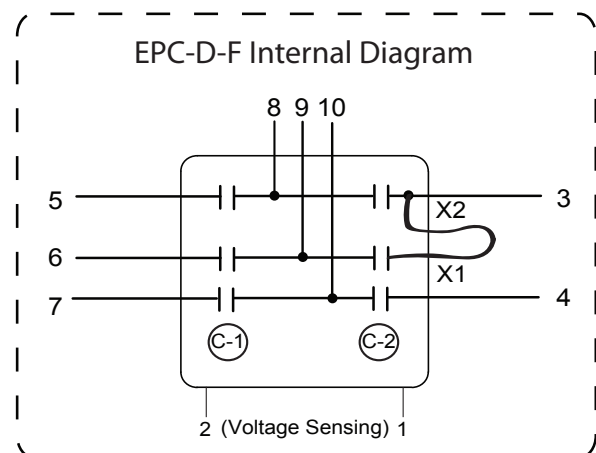 EPC-D-F Internal Diagram
8 9 10
5 3
X2
6
X1
7 4
C-1 C-2
2 (Voltage Sensing) 1